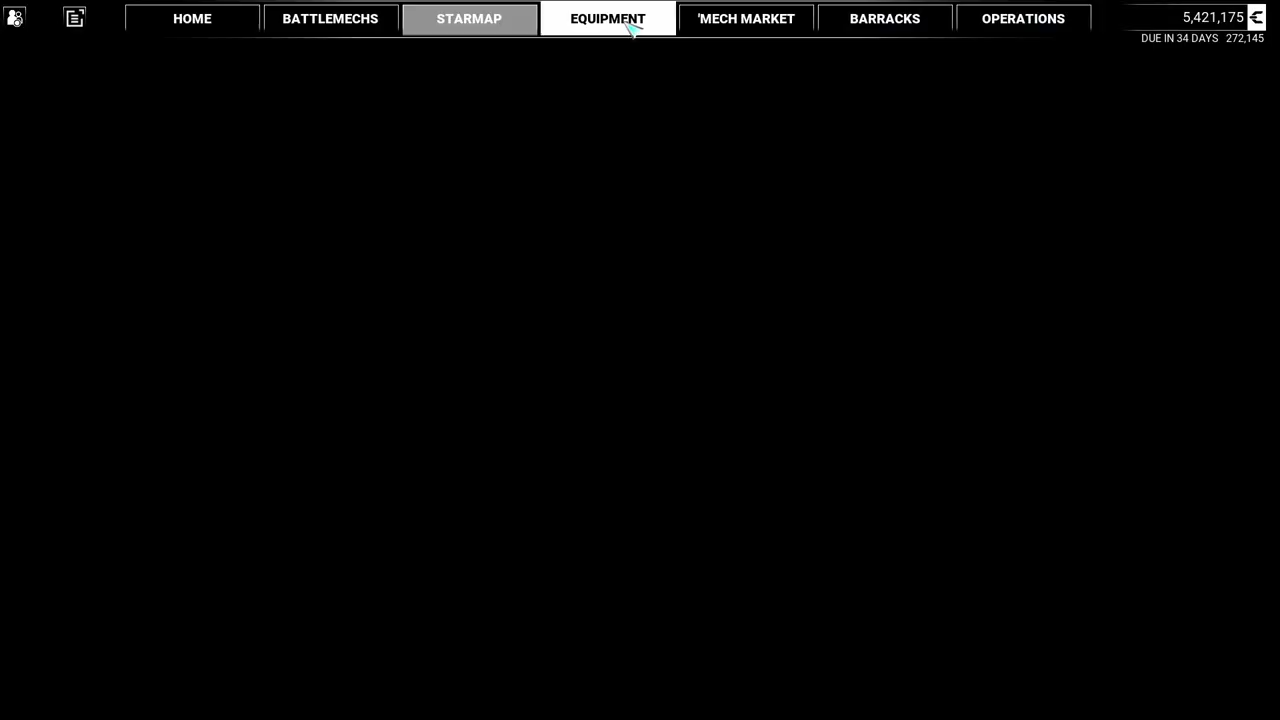 HOME
BATTLEMECHS
STARMAP
EQUIPMENT
'MECH MARKET
BARRACKS
OPERATIONS
5,421,175
DUE IN 34 DAYS 272,145